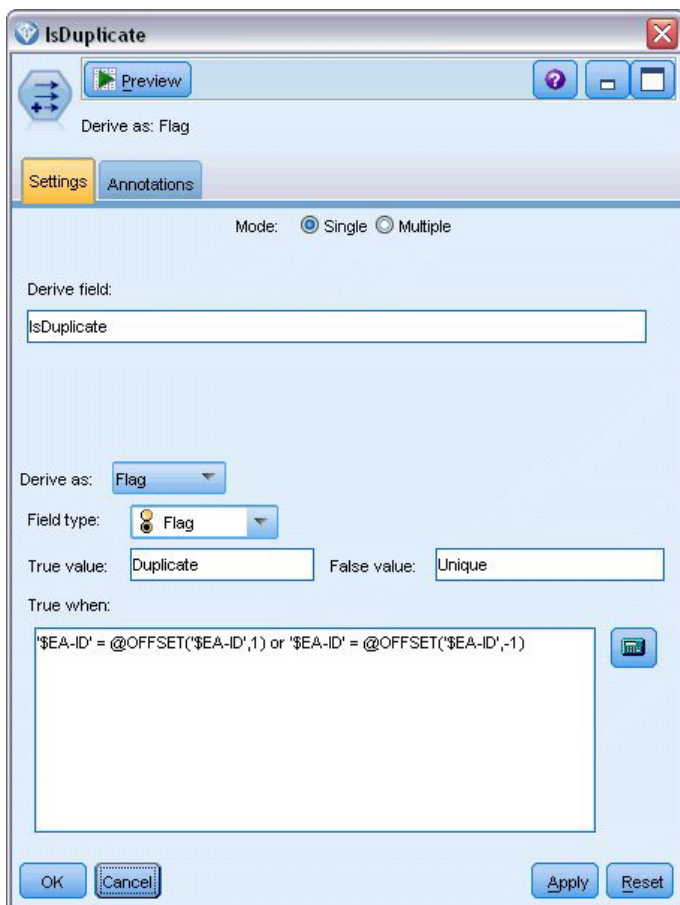 IsDuplicate
Preview
Derive as: Flag
Settings Annotations
Mode: Single Multiple
Derive field:
IsDuplicate
Derive as: Flag
Field type: Flag
True value: Duplicate False value: Unique
True when:
'$EA-ID' = @OFFSET('$EA-ID',1) or '$EA-ID' = @OFFSET('$EA-ID',-1)
OK Cancel Apply Reset